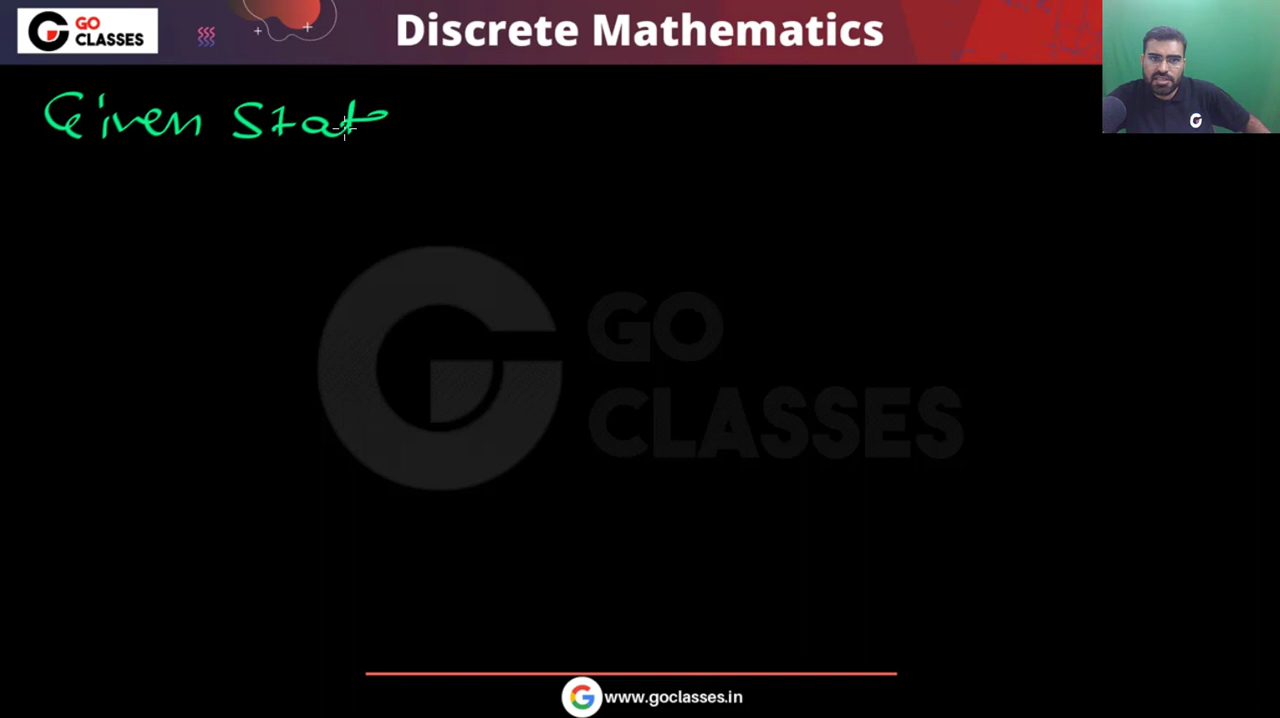 GO CLASSES
Discrete Mathematics
Given Stat
GO CLASSES
www.goclasses.in